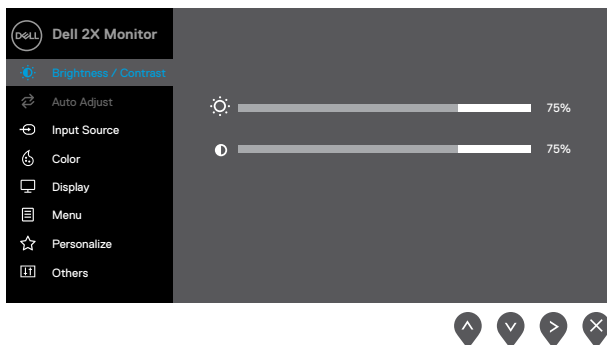 DELL
Dell 2X Monitor
Brightness / Contrast
Auto Adjust
75%
Input Source
75%
Color
Display
Menu
Personalize
Others